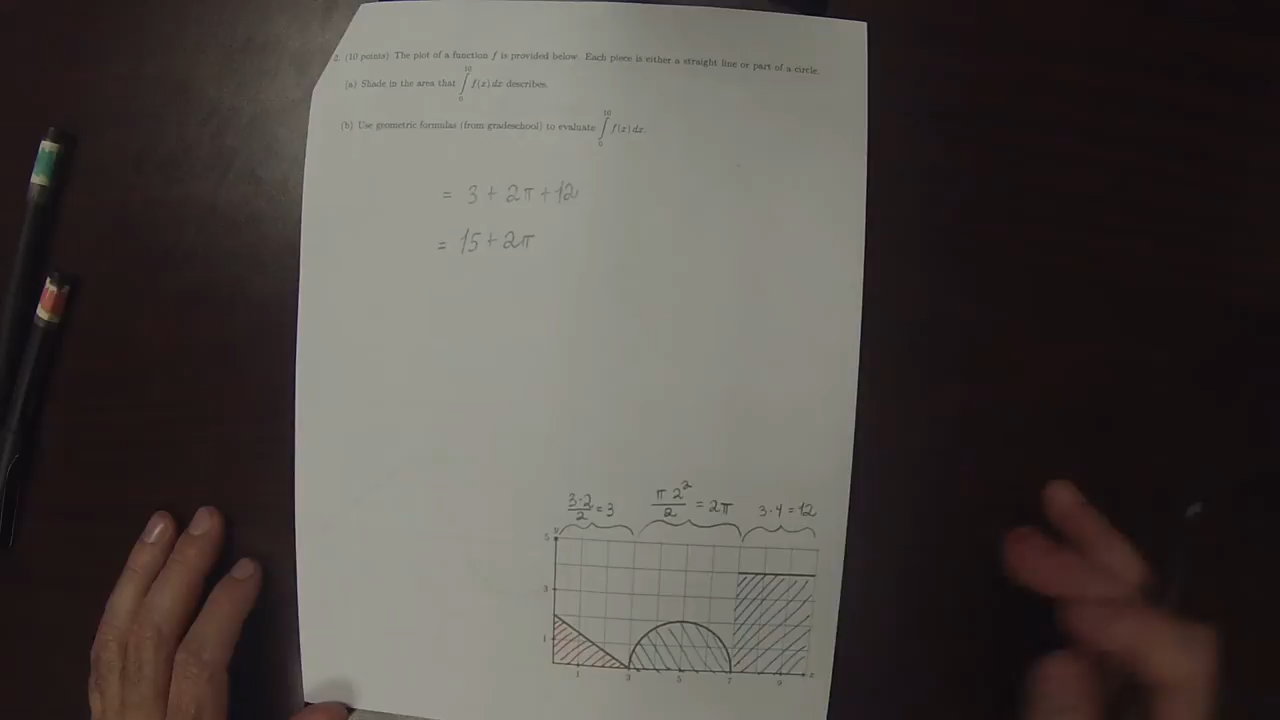 2. (10 points) The plot of a function f is provided below. Each piece is either a straight line or part of a circle.
(a) Shade in the area that ∫₀¹⁰ f(x) dx describes.
(b) Use geometric formulas (from gradeschool) to evaluate ∫₀¹⁰ f(x) dx.
= 3 + 2π + 12
= 15 + 2π
3·2/2 = 3
π 2²/2 = 2π
3·4 = 12
y
5
3
1
1 3 5 7 9 x